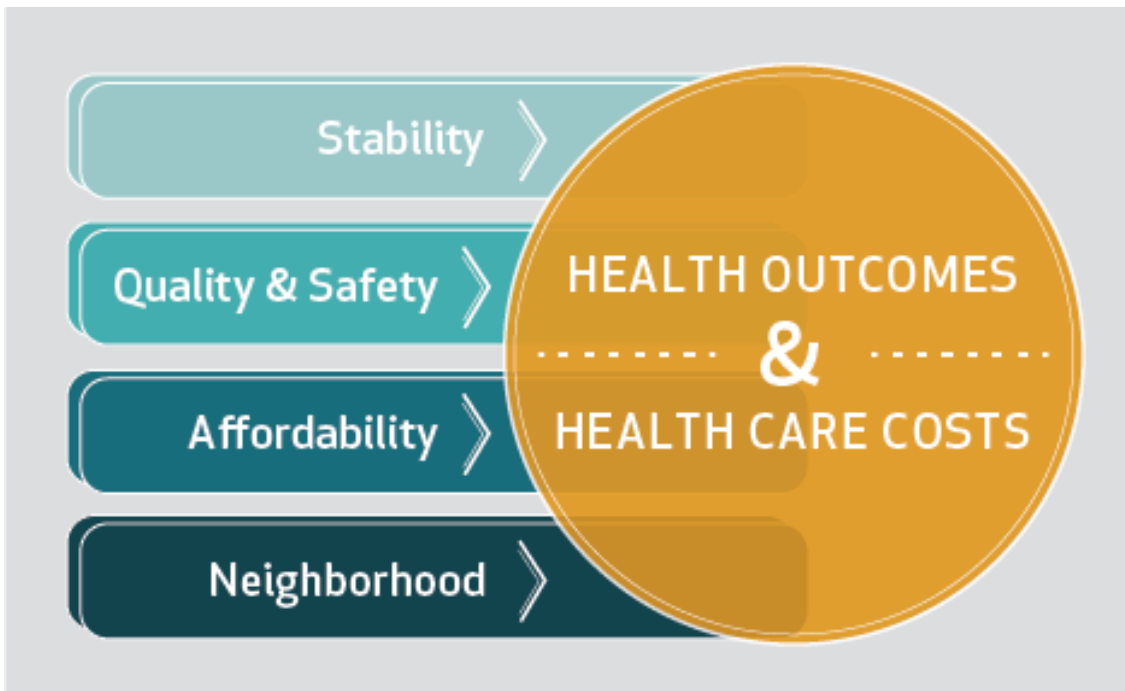 Stability
Quality & Safety
Affordability
Neighborhood
HEALTH OUTCOMES
&
HEALTH CARE COSTS